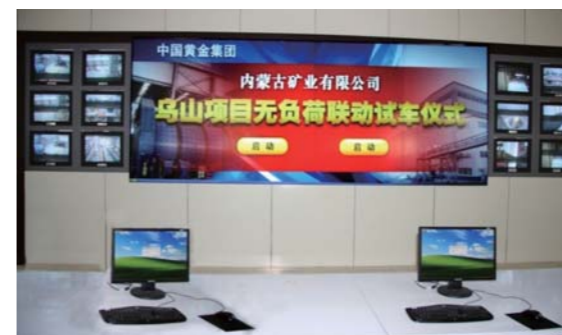 中国黄金集团
内蒙古矿业有限公司
乌山项目无负荷联动试车仪式
启动 启动